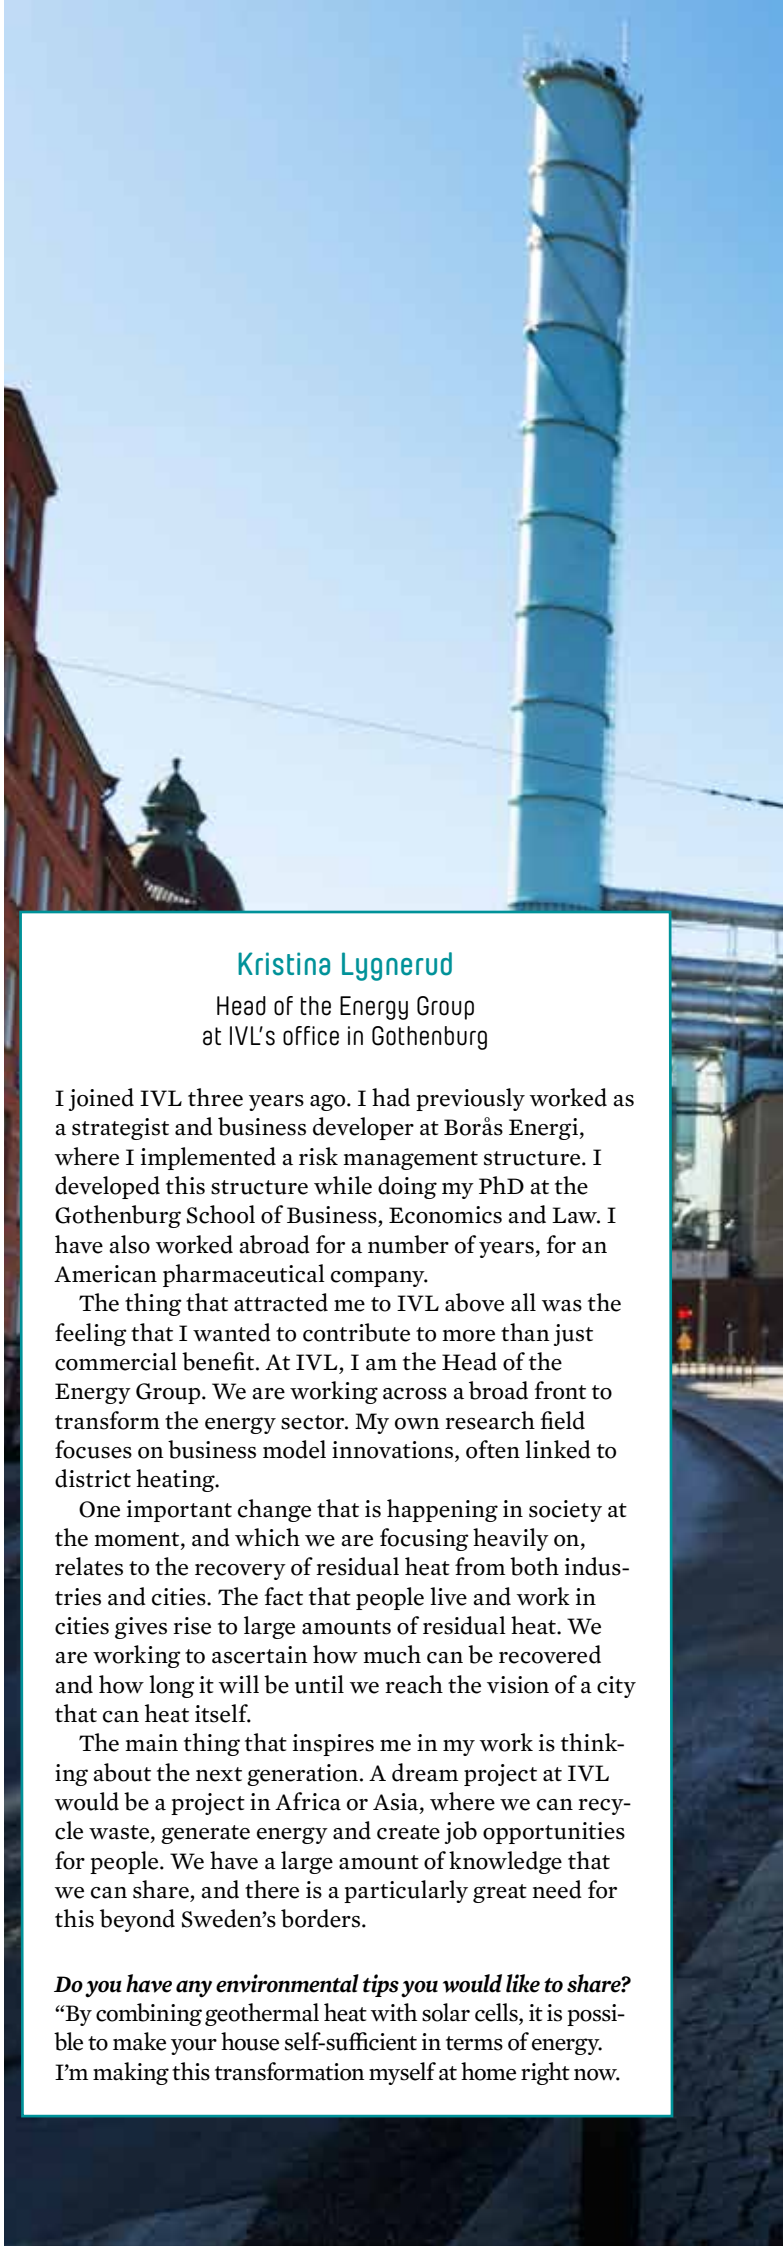 Kristina Lygnerud
Head of the Energy Group
at IVL's office in Gothenburg
I joined IVL three years ago. I had previously worked as
a strategist and business developer at Borås Energi,
where I implemented a risk management structure. I
developed this structure while doing my PhD at the
Gothenburg School of Business, Economics and Law. I
have also worked abroad for a number of years, for an
American pharmaceutical company.
The thing that attracted me to IVL above all was the
feeling that I wanted to contribute to more than just
commercial benefit. At IVL, I am the Head of the
Energy Group. We are working across a broad front to
transform the energy sector. My own research field
focuses on business model innovations, often linked to
district heating.
One important change that is happening in society at
the moment, and which we are focusing heavily on,
relates to the recovery of residual heat from both indus-
tries and cities. The fact that people live and work in
cities gives rise to large amounts of residual heat. We
are working to ascertain how much can be recovered
and how long it will be until we reach the vision of a city
that can heat itself.
The main thing that inspires me in my work is think-
ing about the next generation. A dream project at IVL
would be a project in Africa or Asia, where we can recy-
cle waste, generate energy and create job opportunities
for people. We have a large amount of knowledge that
we can share, and there is a particularly great need for
this beyond Sweden's borders.
Do you have any environmental tips you would like to share?
“By combining geothermal heat with solar cells, it is possi-
ble to make your house self-sufficient in terms of energy.
I'm making this transformation myself at home right now.